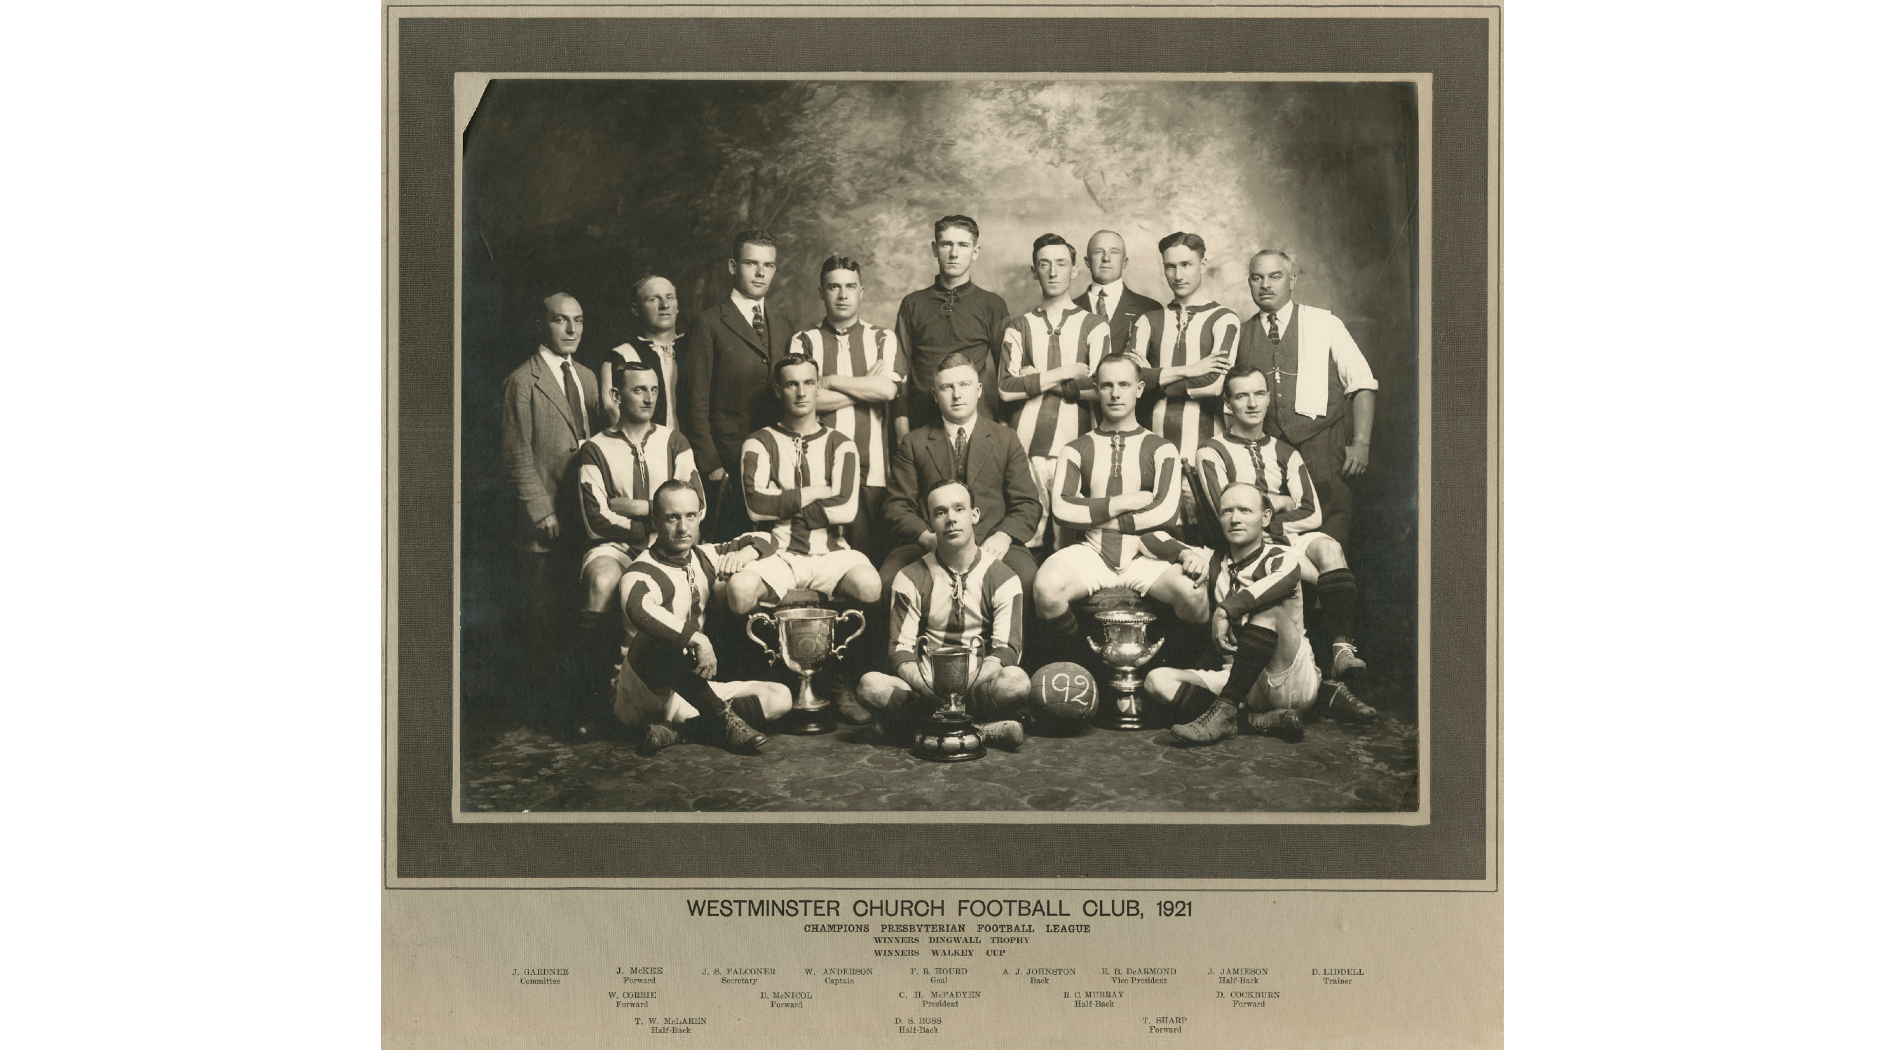 192
WESTMINSTER CHURCH FOOTBALL CLUB, 1921
CHAMPIONS PRESBYTERIAN FOOTBALL LEAGUE
WINNERS DINGWALL TROPHY
WINNERS WALKEY CUP
J. GARDNER J. McKEE J. S. FALCONER W. ANDERSON F. R. HOURD A. J. JOHNSTON E. B. DeARMOND J. JAMIESON D. LIDDELL
Committee Forward Secretary Captain Goal Back Vice-President Half-Back Trainer
W. CORRIE D. McNICOL C. H. McFADYEN R. C. MURRAY D. COCKBURN
Forward Forward President Half-Back Forward
T. W. McLAREN D. S. ROSS T. SHARP
Half-Back Half-Back Forward